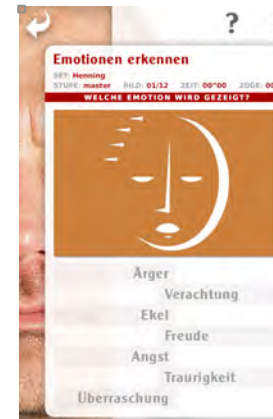 ?
Emotionen erkennen
SET: Henning
STUFE: master BILD: 01/12 ZEIT: 00"00 ZÜGE: 00
WELCHE EMOTION WIRD GEZEIGT?
Ärger
Verachtung
Ekel
Freude
Angst
Traurigkeit
Überraschung